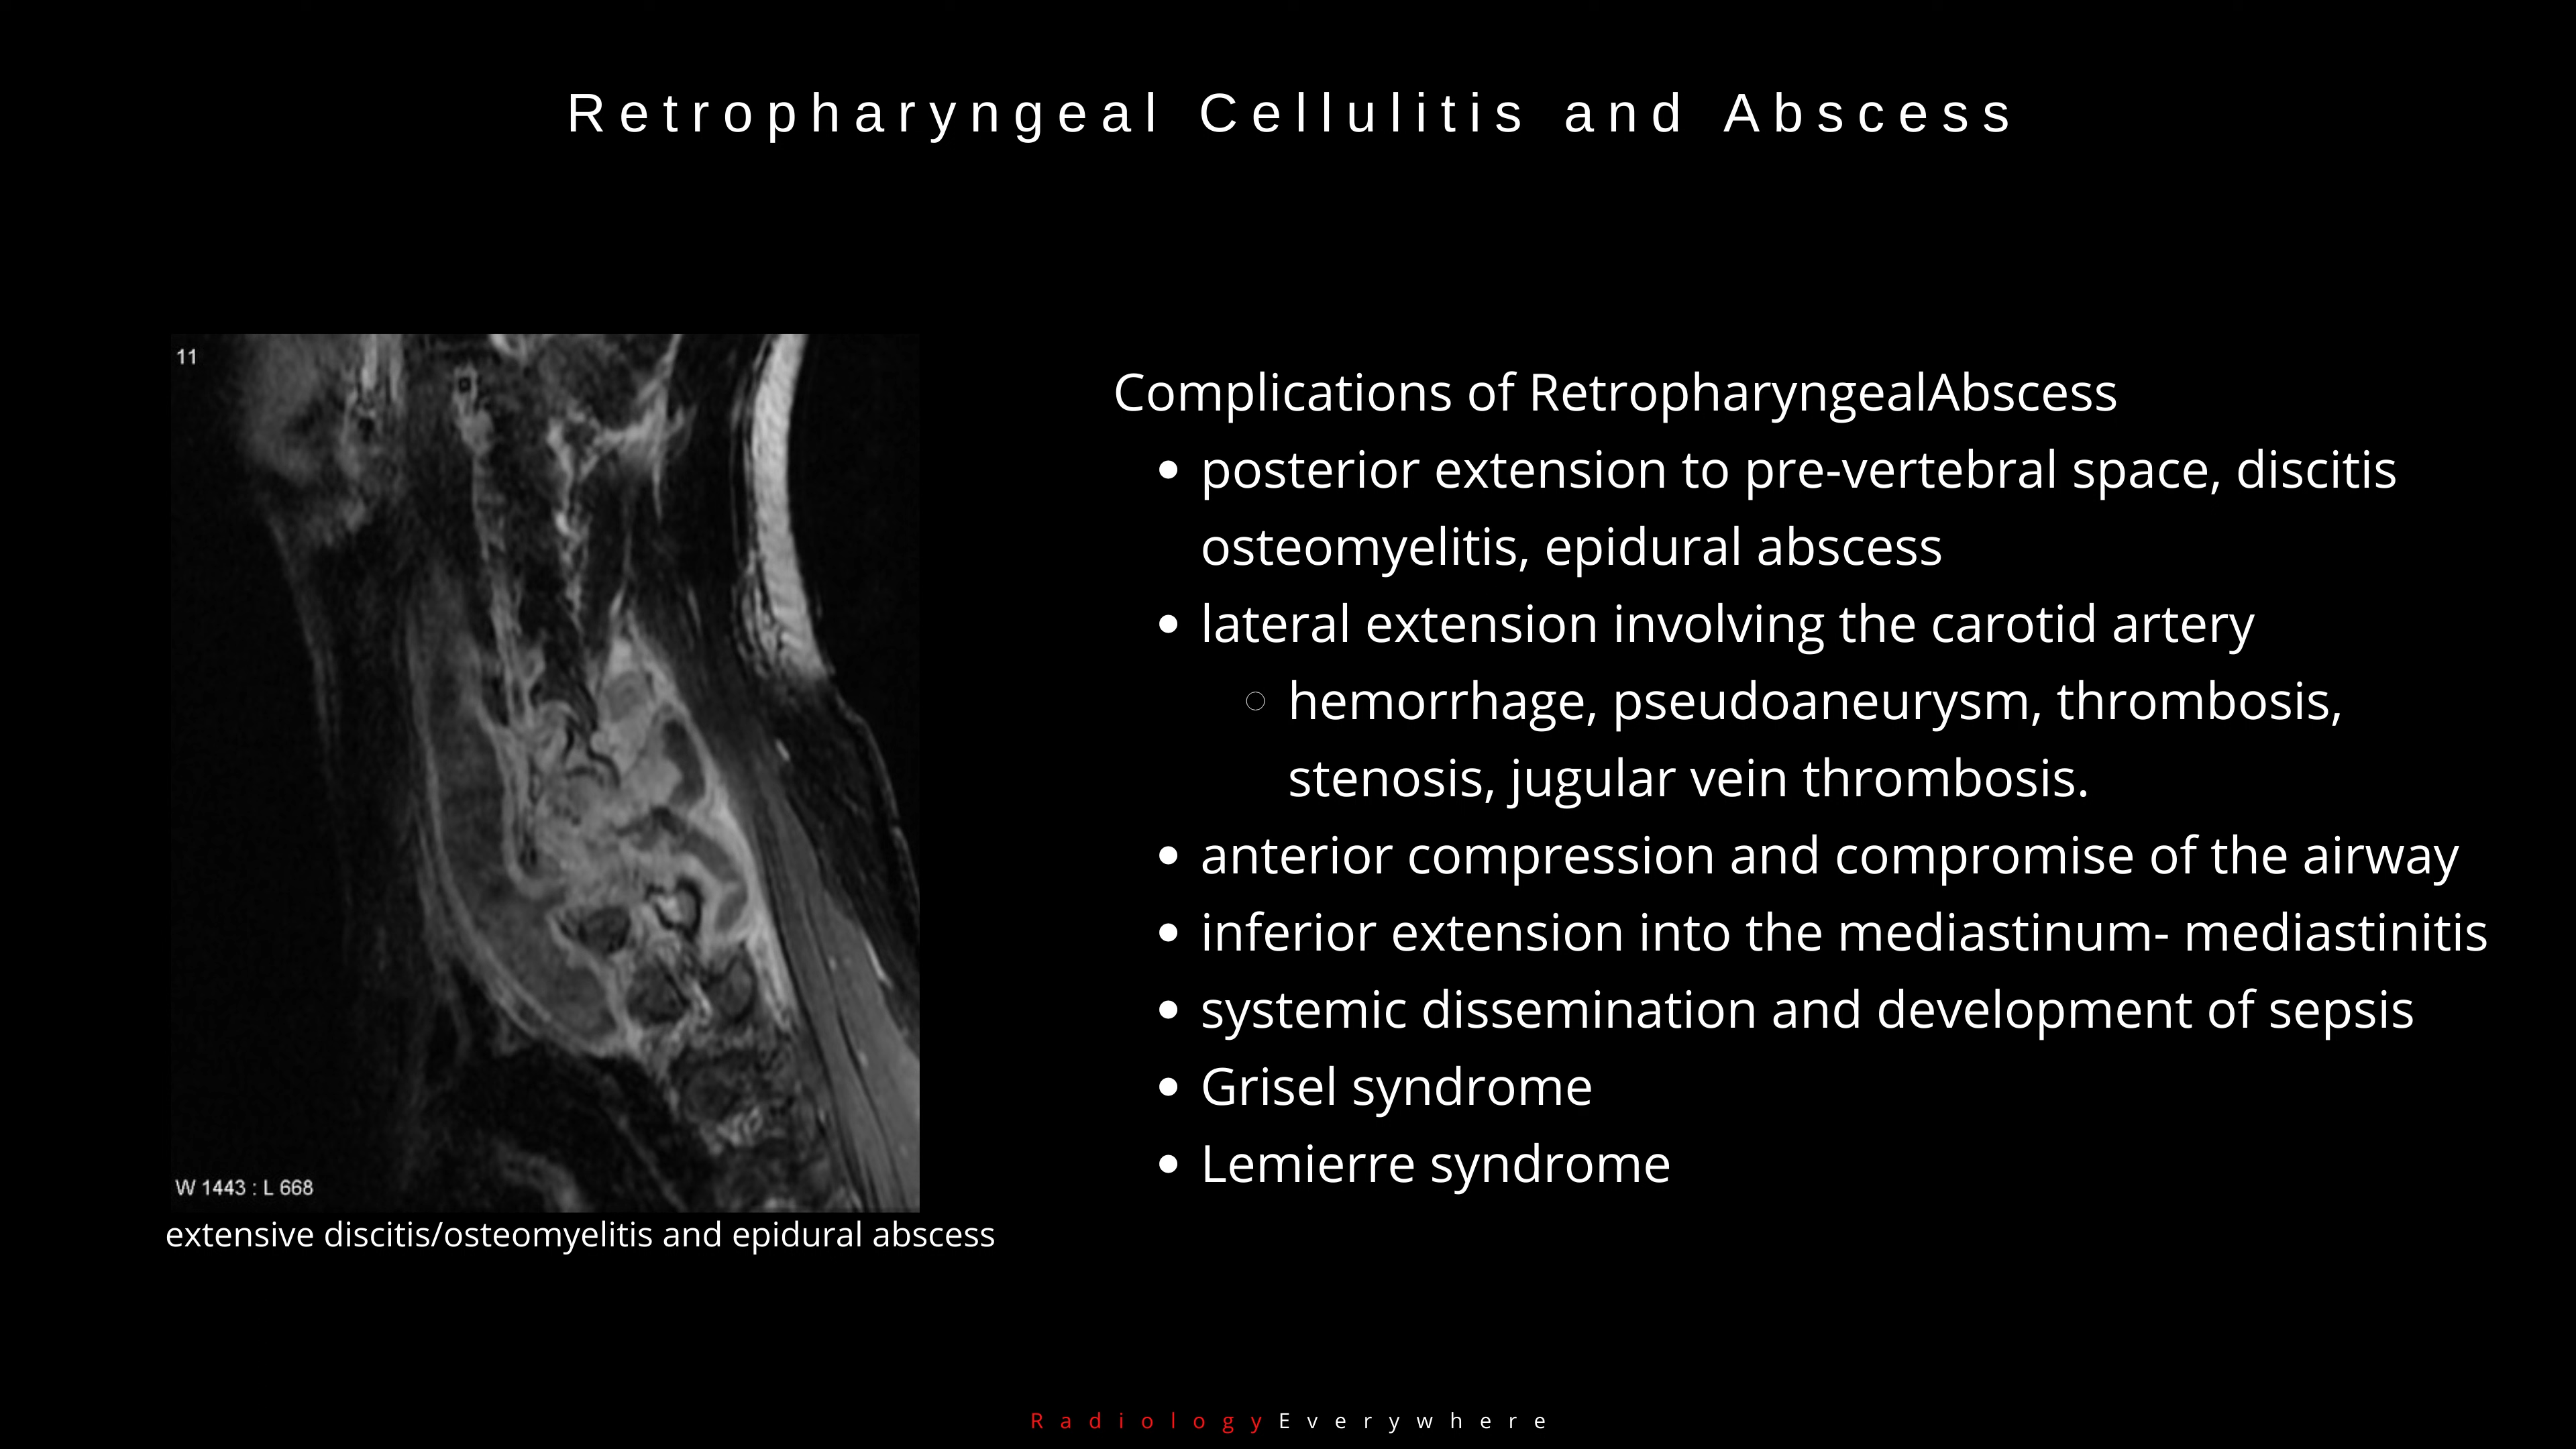 Retropharyngeal Cellulitis and Abscess
11
W 1443 : L 668
extensive discitis/osteomyelitis and epidural abscess
Complications of RetropharyngealAbscess
posterior extension to pre-vertebral space, discitis
osteomyelitis, epidural abscess
lateral extension involving the carotid artery
hemorrhage, pseudoaneurysm, thrombosis,
stenosis, jugular vein thrombosis.
anterior compression and compromise of the airway
inferior extension into the mediastinum- mediastinitis
systemic dissemination and development of sepsis
Grisel syndrome
Lemierre syndrome
RadiologyEverywhere